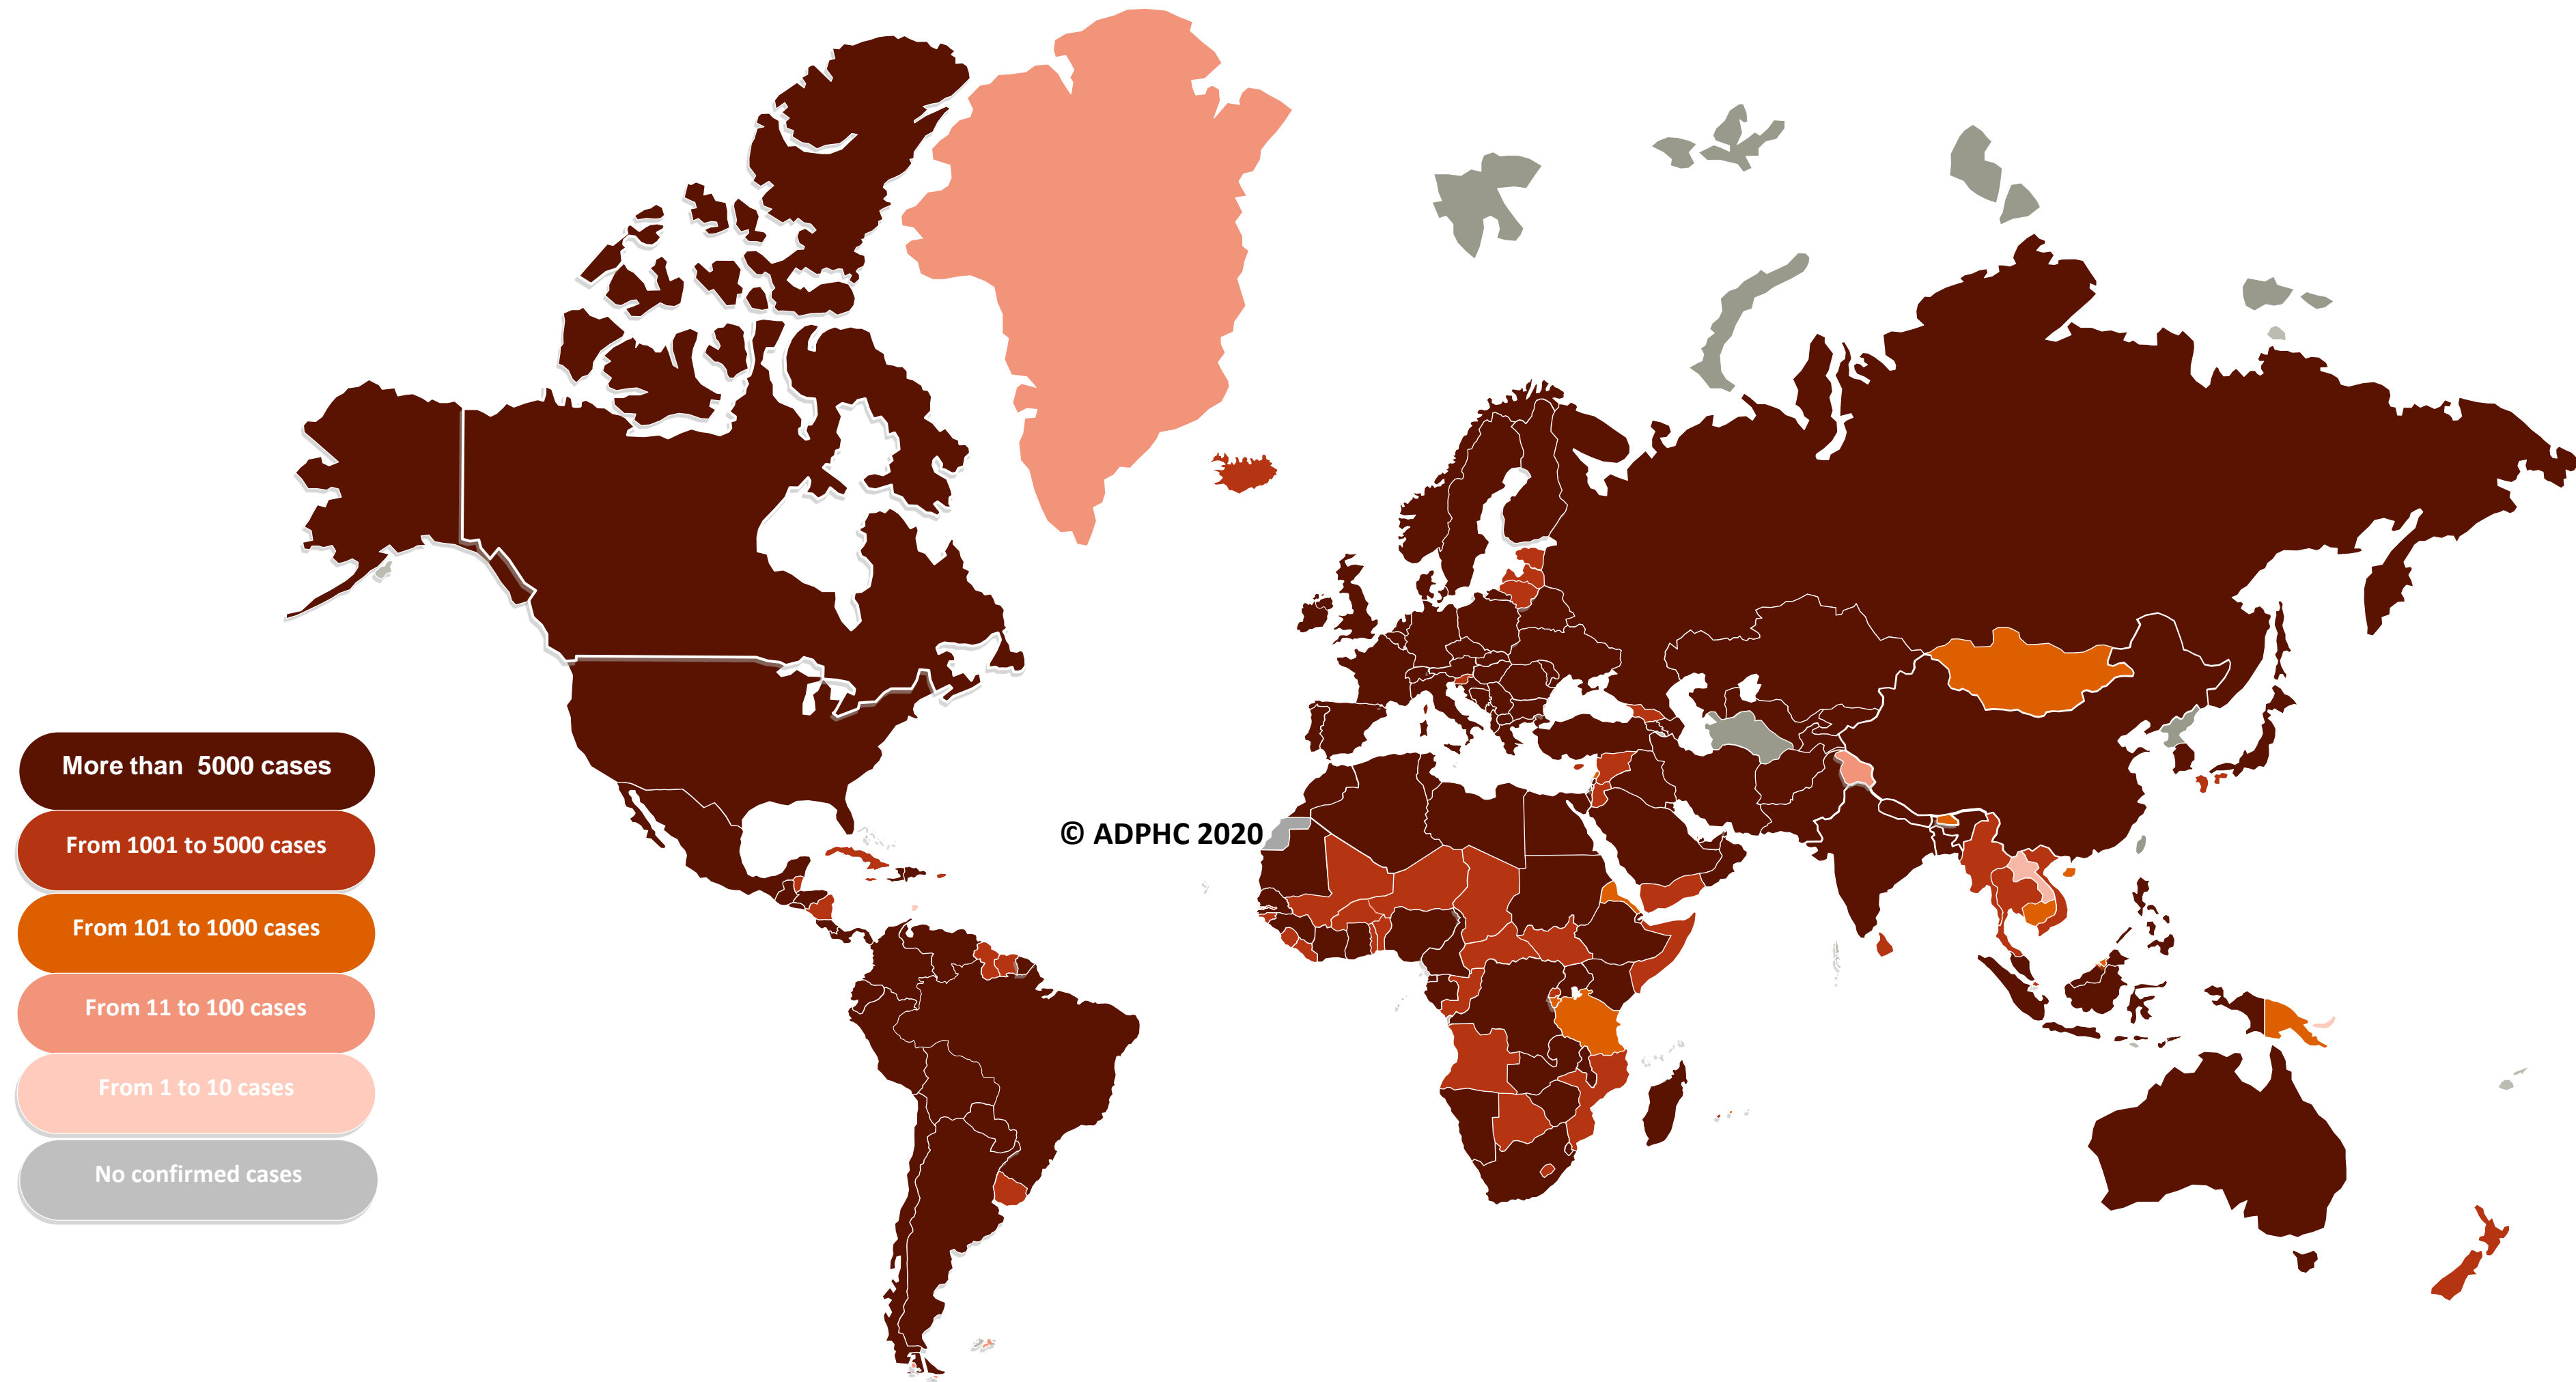 More than  5000 cases
From 1001 to 5000 cases
From 101 to 1000 cases
From 11 to 100 cases
From 1 to 10 cases
No confirmed cases
© ADPHC 2020